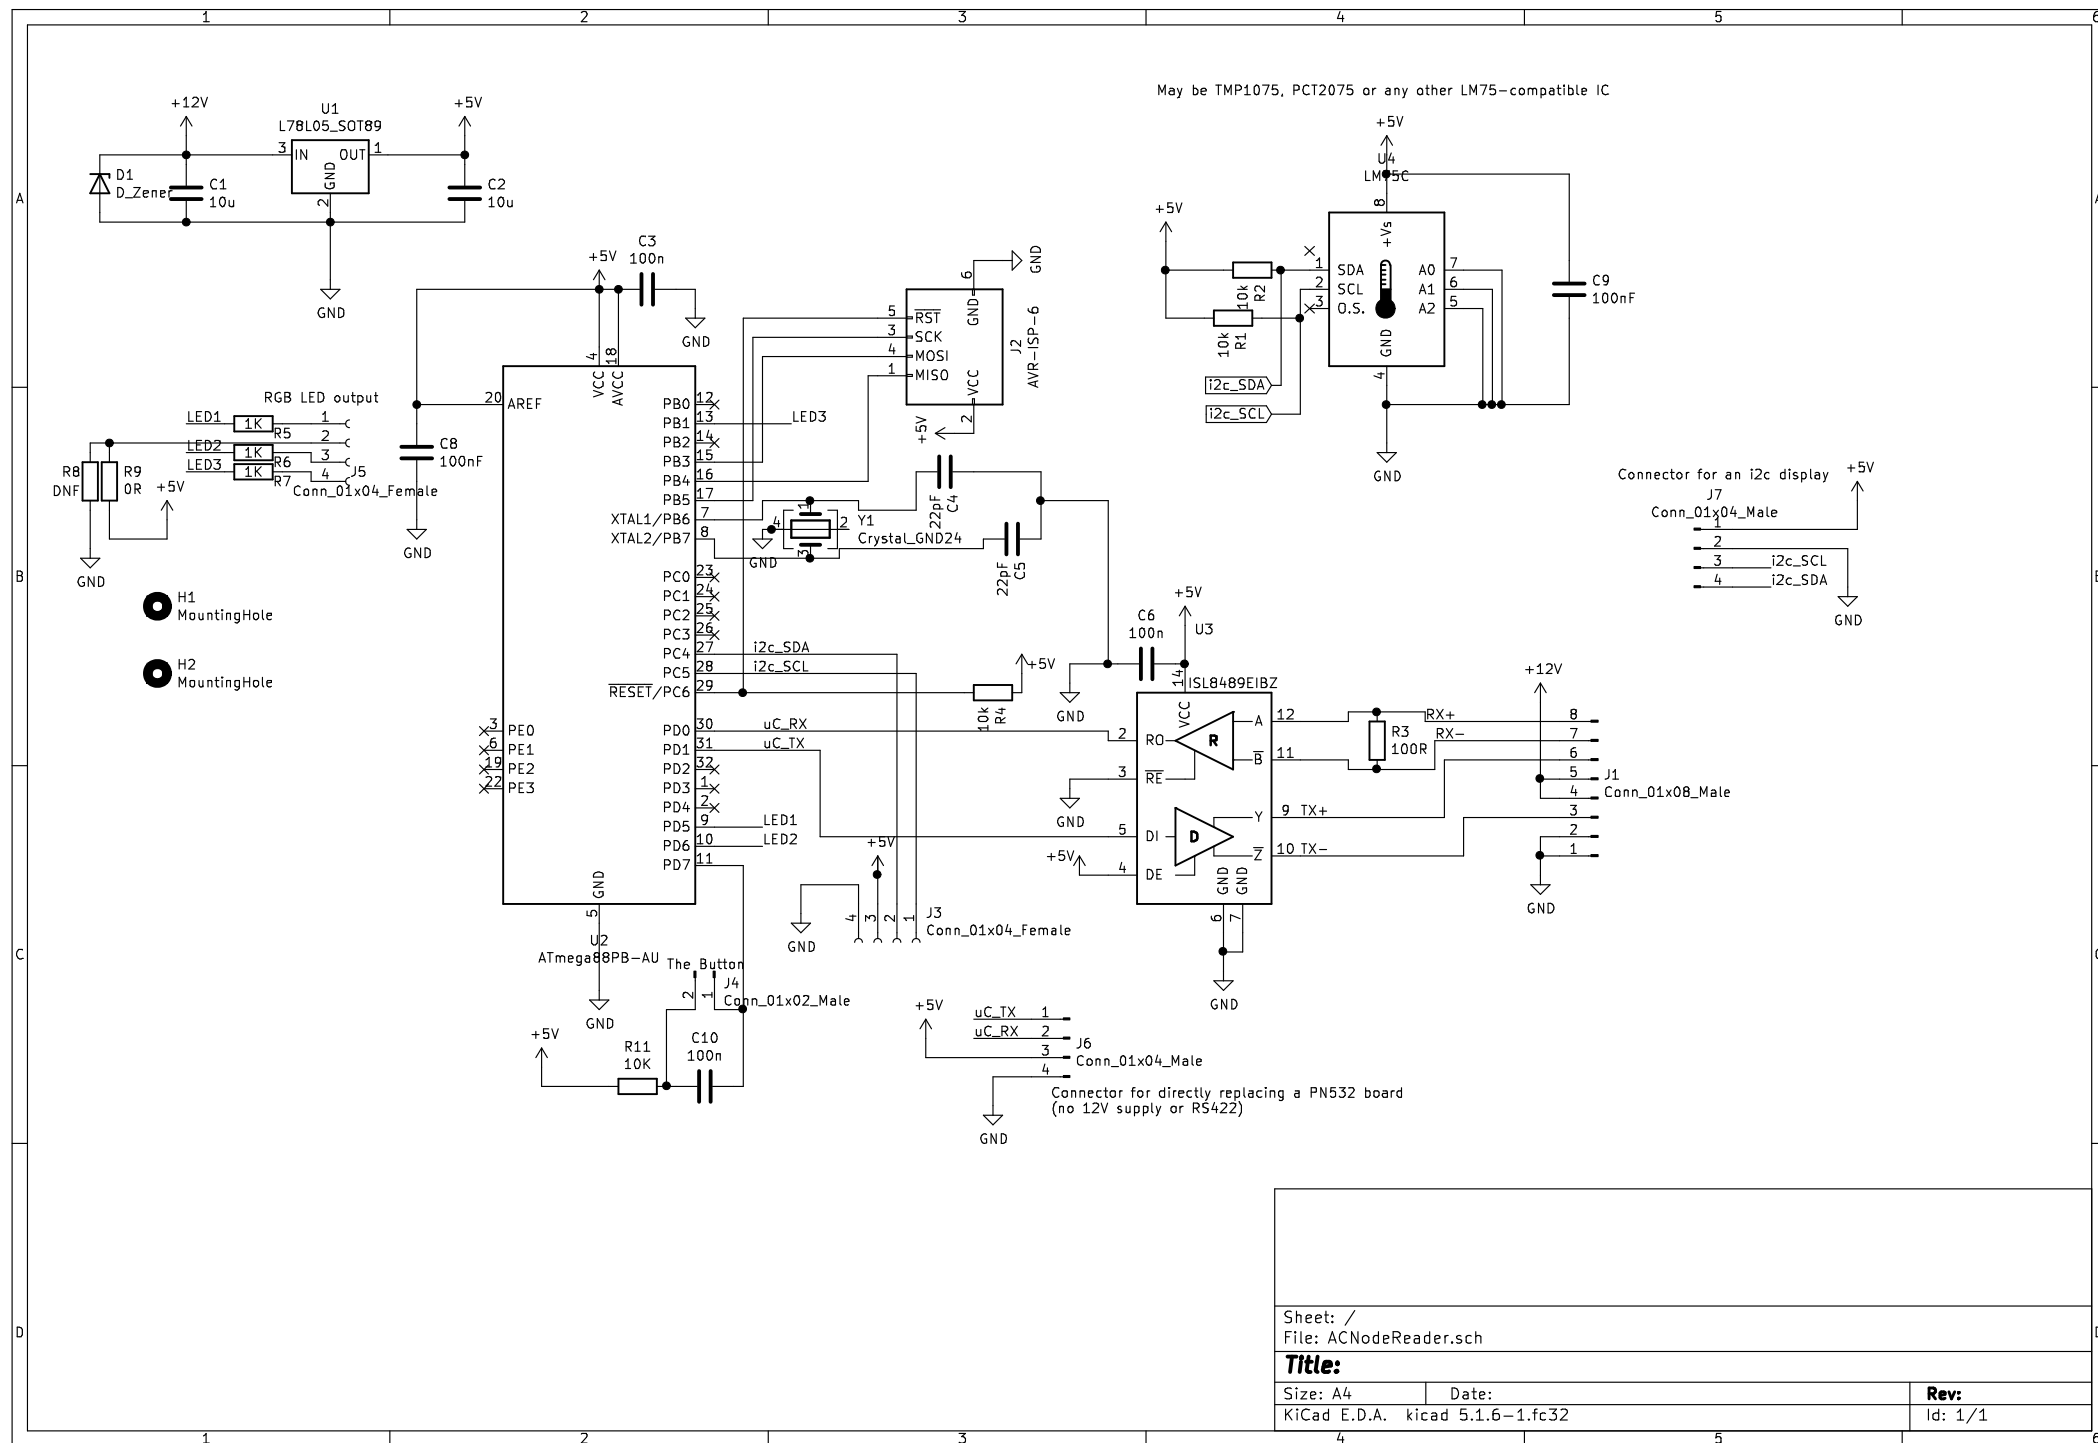 1 2 3 4 5 6
A
B
C
D
+12V
U1
L78L05_SOT89
+5V
3 IN OUT 1
GND
2
D1
D_Zener
C1
10u
C2
10u
GND
May be TMP1075, PCT2075 or any other LM75-compatible IC
+5V
U4
LM75C
8
+Vs
+5V
1 SDA
2 SCL
3 O.S.
A0 7
A1 6
A2 5
GND
4
10k
R2
10k
R1
i2c_SDA
i2c_SCL
C9
100nF
GND
C3
100n
+5V
GND
4
18
VCC
AVCC
20 AREF
C8
100nF
GND
5 RST
3 SCK
4 MOSI
1 MISO
6
GND
GND
VCC
2
+5V
J2
AVR-ISP-6
RGB LED output
LED1 1K R5 1
2
LED2 1K R6 3
LED3 1K R7 4
J5
Conn_01x04_Female
R8
DNF
R9
0R
+5V
GND
H1
MountingHole
H2
MountingHole
PB0 12
PB1 13 LED3
PB2 14
PB3 15
PB4 16
PB5 17
XTAL1/PB6 7
XTAL2/PB7 8
PC0 23
PC1 24
PC2 25
PC3 26
PC4 27 i2c_SDA
PC5 28 i2c_SCL
RESET/PC6 29
PD0 30 uC_RX
PD1 31 uC_TX
PD2 32
PD3 1
PD4 2
PD5 9 LED1
PD6 10 LED2
PD7 11
3 PE0
6 PE1
19 PE2
22 PE3
GND
5
U2
ATmega88PB-AU
GND
1
4 2
3
Y1
Crystal_GND24
GND
22pF
C4
22pF
C5
10k
R4
+5V
C6
100n
+5V
U3
GND
14
ISL8489EIBZ
VCC
2 RO
3 RE
5 DI
4 DE
R
D
A 12
B 11
Y 9 TX+
Z 10 TX-
GND
GND
6
7
GND
GND
+5V
RX+
RX-
R3
100R
+12V
8
7
6
5
4
3
2
1
J1
Conn_01x08_Male
GND
Connector for an i2c display
+5V
J7
Conn_01x04_Male
1
2
3 i2c_SCL
4 i2c_SDA
GND
+5V
4
3
2
1
J3
Conn_01x04_Female
GND
The Button
2
1
J4
Conn_01x02_Male
+5V
R11
10K
C10
100n
+5V
uC_TX 1
uC_RX 2
3
4
J6
Conn_01x04_Male
GND
Connector for directly replacing a PN532 board
(no 12V supply or RS422)
Sheet: /
File: ACNodeReader.sch
Title:
Size: A4 Date: Rev:
KiCad E.D.A. kicad 5.1.6-1.fc32 Id: 1/1
1 2 3 4 5 6